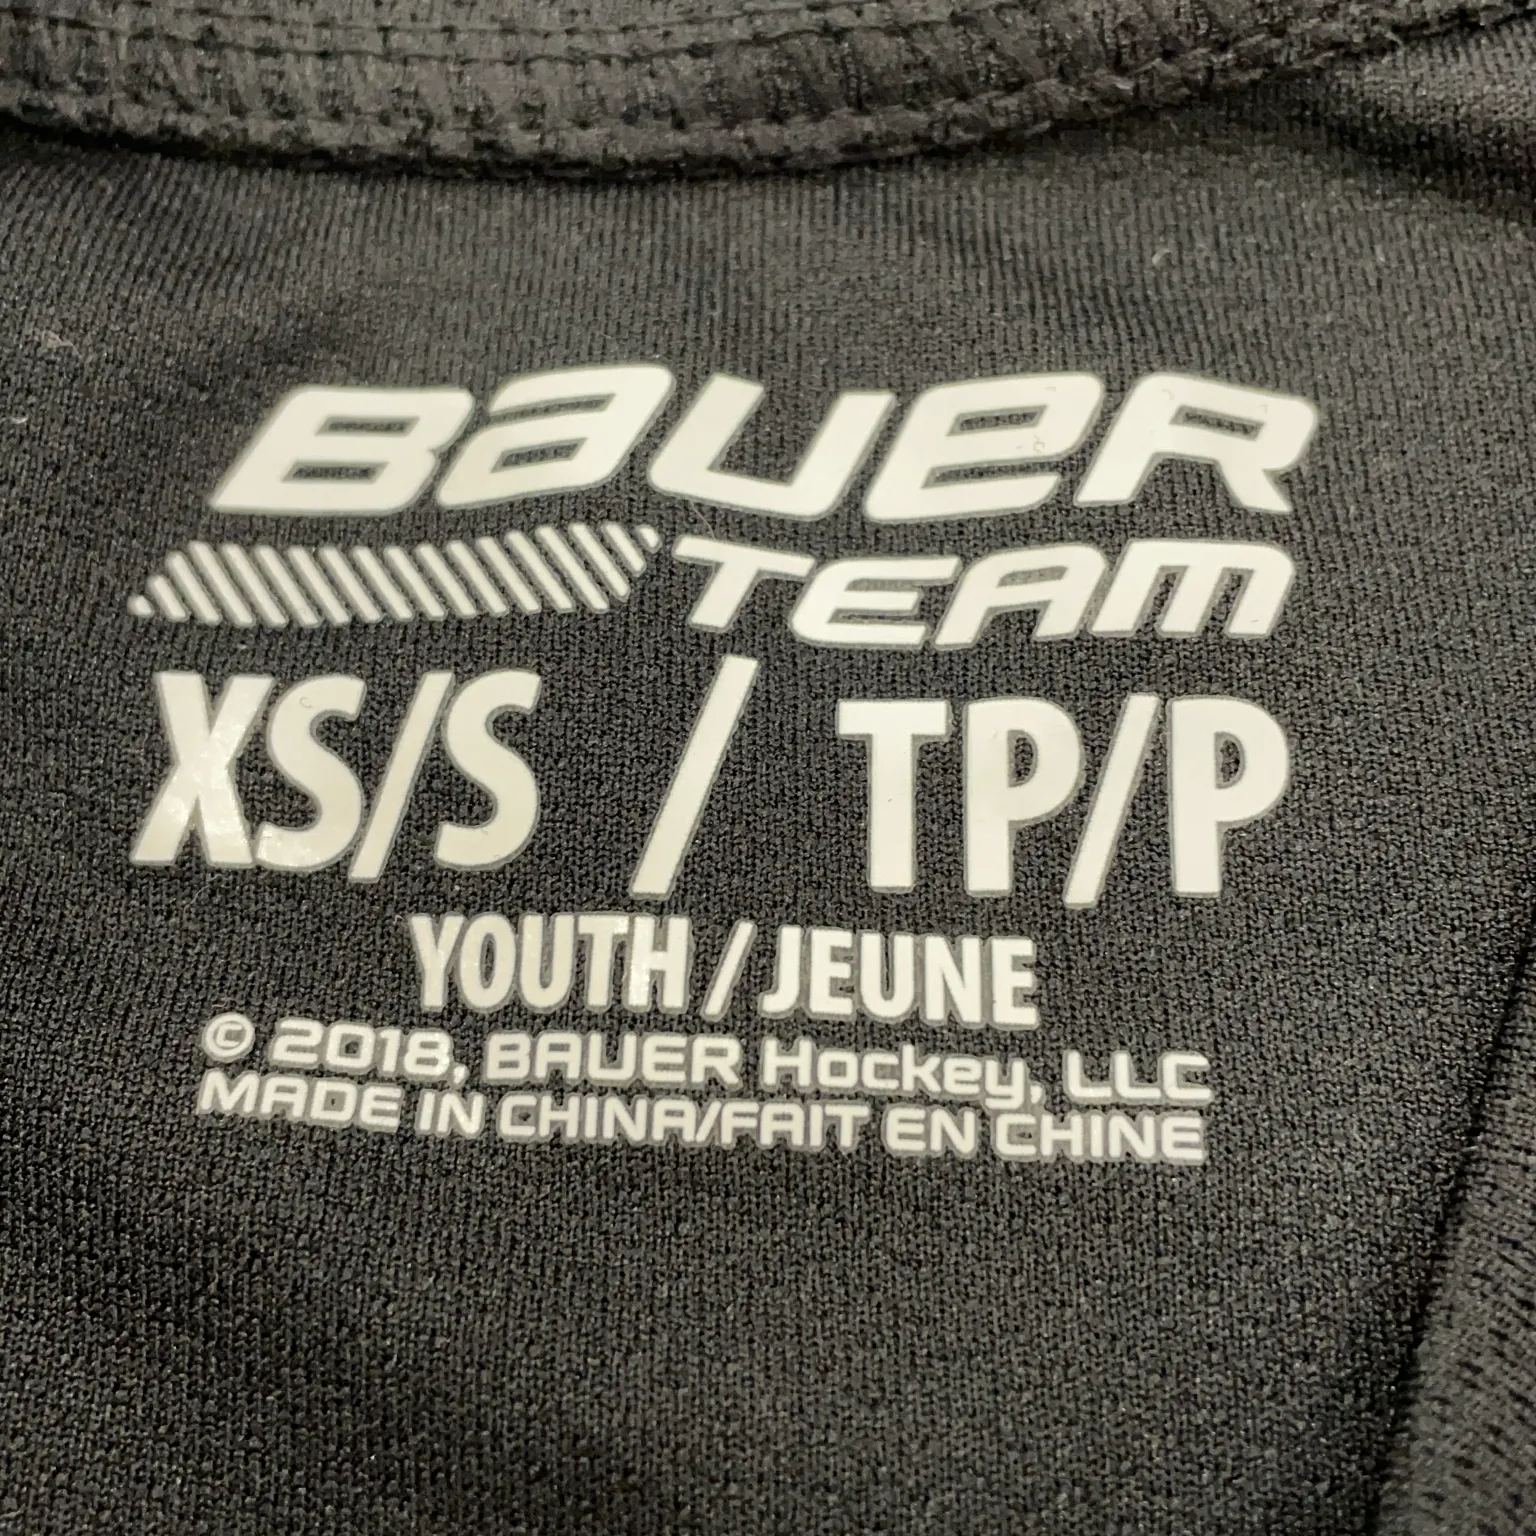 BAUER
TEAM
XS/S / TP/P
YOUTH / JEUNE
© 2018, BAUER Hockey, LLC
MADE IN CHINA/FAIT EN CHINE